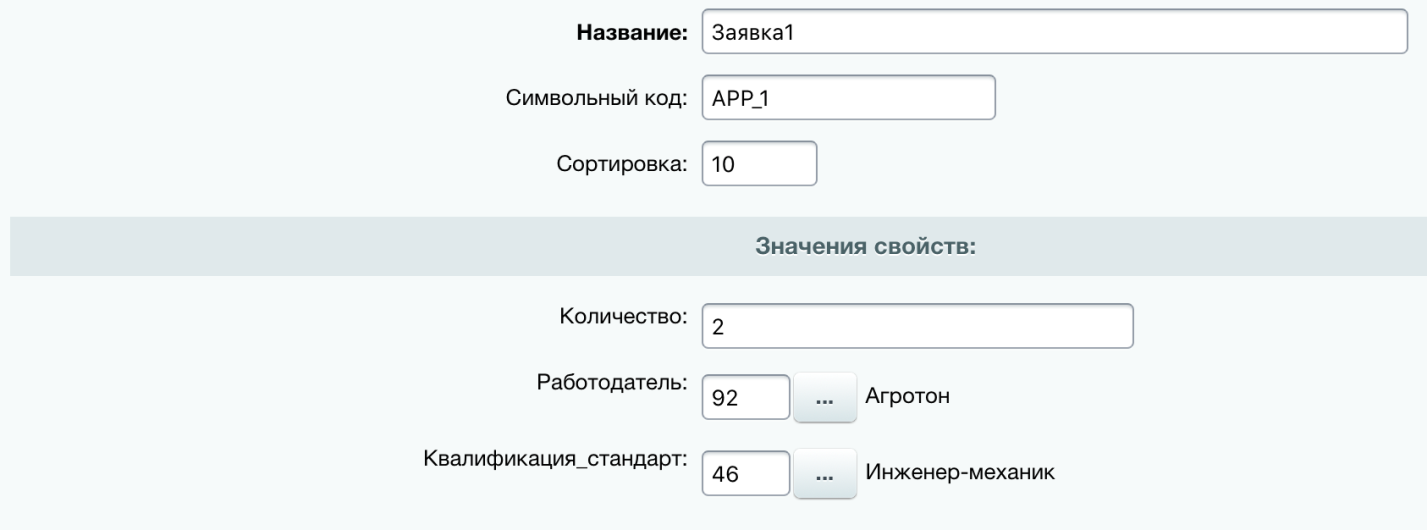 Название: Заявка1
Символьный код: APP_1
Сортировка: 10
Значения свойств:
Количество: 2
Работодатель: 92 ... Агротон
Квалификация_стандарт: 46 ... Инженер-механик